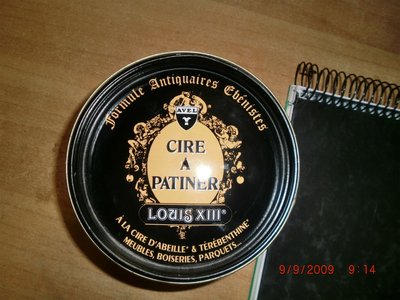 Formule Antiquaires Ebénistes
AVEL
CIRE
A
PATINER
LOUIS XIII®
À LA CIRE D'ABEILLE & TÉRÉBENTHINE
MEUBLES, BOISERIES, PARQUETS...
9/9/2009 9:14